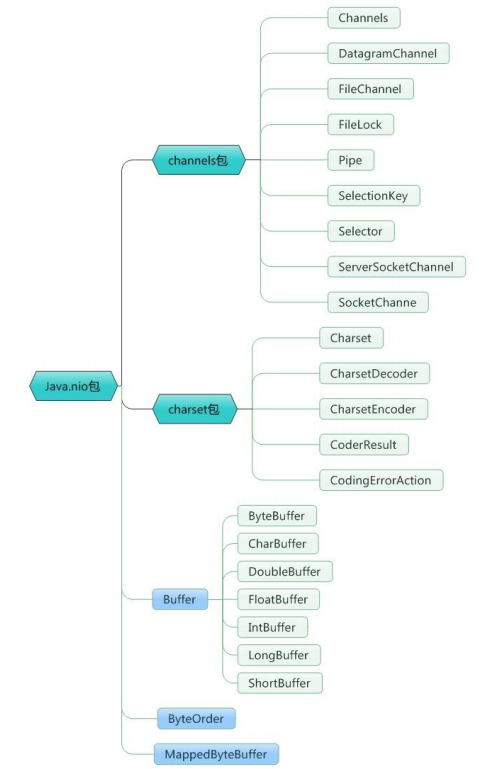 Java.nio包
channels包
Channels
DatagramChannel
FileChannel
FileLock
Pipe
SelectionKey
Selector
ServerSocketChannel
SocketChanne
charset包
Charset
CharsetDecoder
CharsetEncoder
CoderResult
CodingErrorAction
Buffer
ByteBuffer
CharBuffer
DoubleBuffer
FloatBuffer
IntBuffer
LongBuffer
ShortBuffer
ByteOrder
MappedByteBuffer